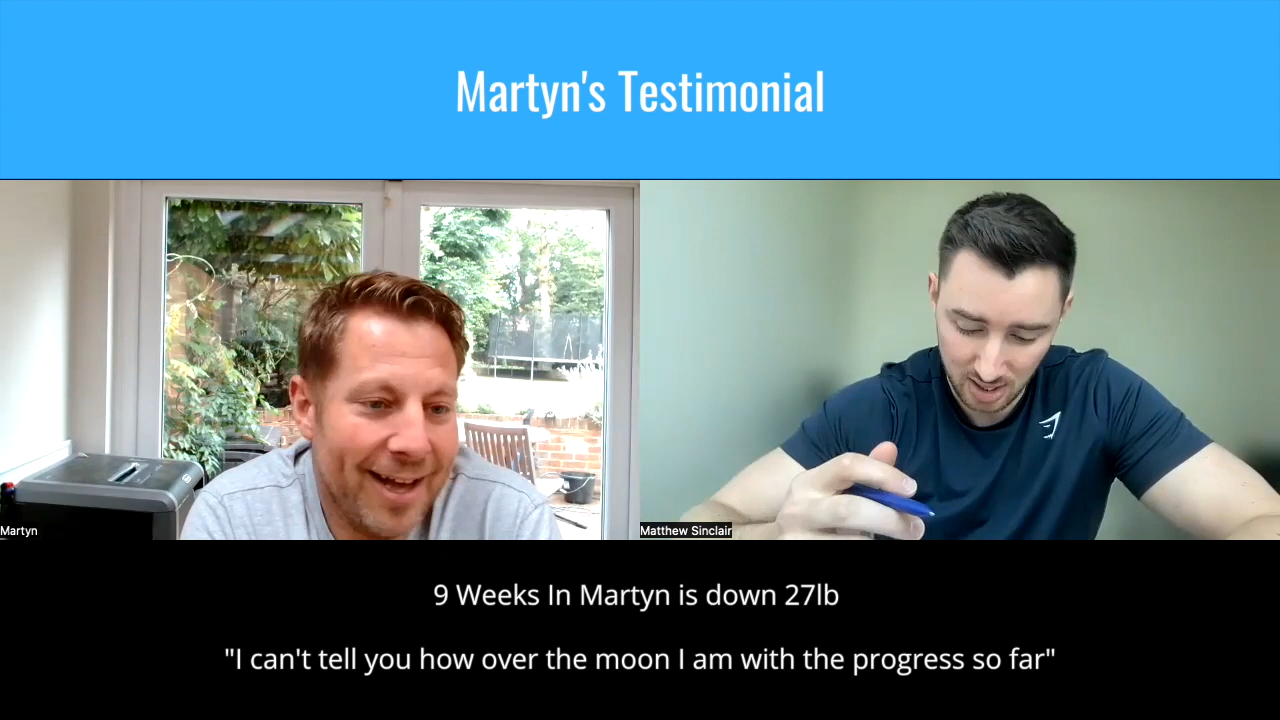 Martyn's Testimonial
Martyn
Matthew Sinclair
9 Weeks In Martyn is down 27lb
"I can't tell you how over the moon I am with the progress so far"